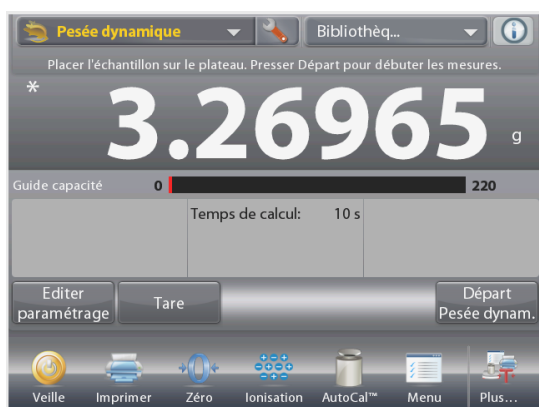 Pesée dynamique Bibliothèq...
Placer l'échantillon sur le plateau. Presser Départ pour débuter les mesures.
* 3.26965 g
Guide capacité 0 220
Temps de calcul: 10 s
Editer
paramétrage
Tare
Départ
Pesée dynam.
Veille Imprimer Zéro Ionisation AutoCal™ Menu Plus...